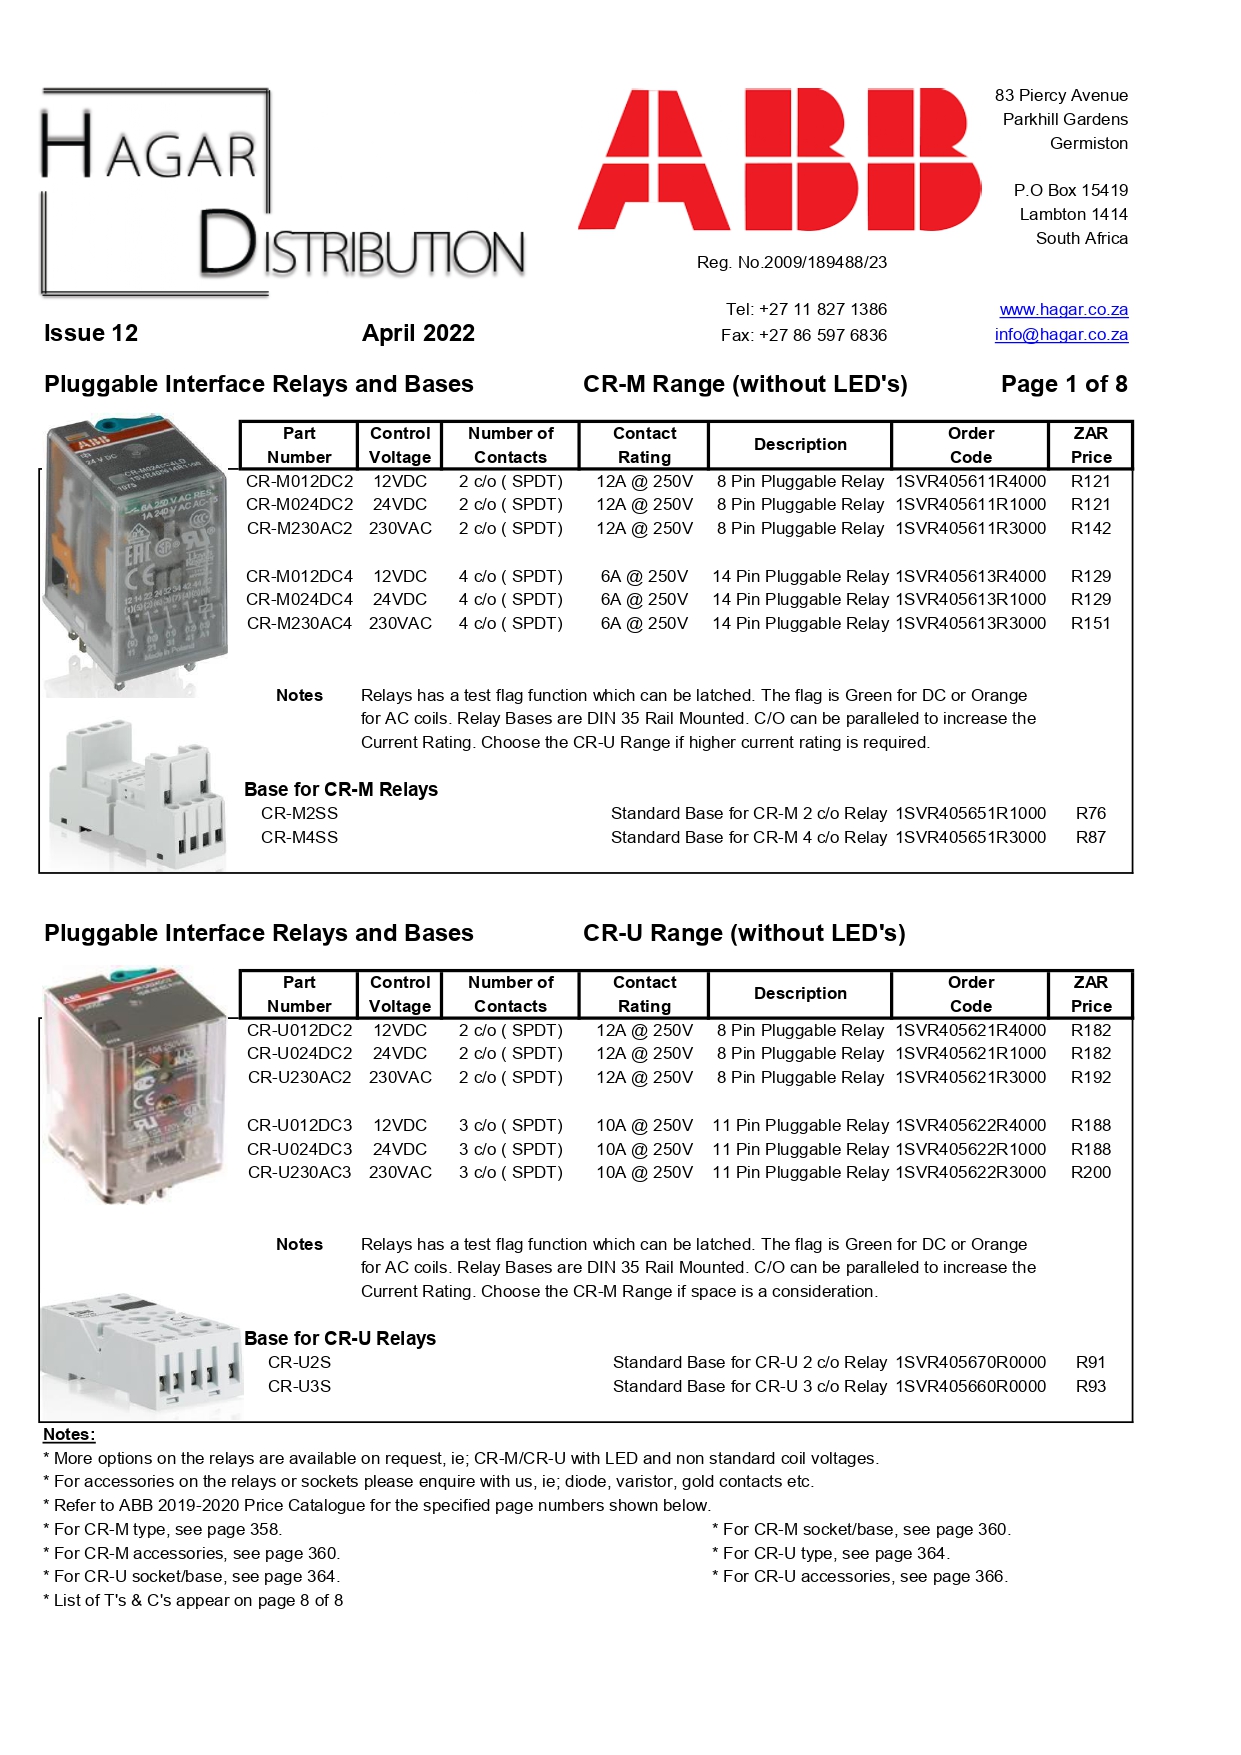 HAGAR
DISTRIBUTION
ABB
83 Piercy Avenue
Parkhill Gardens
Germiston
P.O Box 15419
Lambton 1414
South Africa
Reg. No.2009/189488/23
Tel: +27 11 827 1386 www.hagar.co.za
Issue 12 April 2022 Fax: +27 86 597 6836 info@hagar.co.za
Pluggable Interface Relays and Bases CR-M Range (without LED's) Page 1 of 8
Part Number Control Voltage Number of Contacts Contact Rating Description Order Code ZAR Price
CR-M012DC2 12VDC 2 c/o ( SPDT) 12A @ 250V 8 Pin Pluggable Relay 1SVR405611R4000 R121
CR-M024DC2 24VDC 2 c/o ( SPDT) 12A @ 250V 8 Pin Pluggable Relay 1SVR405611R1000 R121
CR-M230AC2 230VAC 2 c/o ( SPDT) 12A @ 250V 8 Pin Pluggable Relay 1SVR405611R3000 R142
CR-M012DC4 12VDC 4 c/o ( SPDT) 6A @ 250V 14 Pin Pluggable Relay 1SVR405613R4000 R129
CR-M024DC4 24VDC 4 c/o ( SPDT) 6A @ 250V 14 Pin Pluggable Relay 1SVR405613R1000 R129
CR-M230AC4 230VAC 4 c/o ( SPDT) 6A @ 250V 14 Pin Pluggable Relay 1SVR405613R3000 R151
Notes Relays has a test flag function which can be latched. The flag is Green for DC or Orange
for AC coils. Relay Bases are DIN 35 Rail Mounted. C/O can be paralleled to increase the
Current Rating. Choose the CR-U Range if higher current rating is required.
Base for CR-M Relays
CR-M2SS Standard Base for CR-M 2 c/o Relay 1SVR405651R1000 R76
CR-M4SS Standard Base for CR-M 4 c/o Relay 1SVR405651R3000 R87
Pluggable Interface Relays and Bases CR-U Range (without LED's)
Part Number Control Voltage Number of Contacts Contact Rating Description Order Code ZAR Price
CR-U012DC2 12VDC 2 c/o ( SPDT) 12A @ 250V 8 Pin Pluggable Relay 1SVR405621R4000 R182
CR-U024DC2 24VDC 2 c/o ( SPDT) 12A @ 250V 8 Pin Pluggable Relay 1SVR405621R1000 R182
CR-U230AC2 230VAC 2 c/o ( SPDT) 12A @ 250V 8 Pin Pluggable Relay 1SVR405621R3000 R192
CR-U012DC3 12VDC 3 c/o ( SPDT) 10A @ 250V 11 Pin Pluggable Relay 1SVR405622R4000 R188
CR-U024DC3 24VDC 3 c/o ( SPDT) 10A @ 250V 11 Pin Pluggable Relay 1SVR405622R1000 R188
CR-U230AC3 230VAC 3 c/o ( SPDT) 10A @ 250V 11 Pin Pluggable Relay 1SVR405622R3000 R200
Notes Relays has a test flag function which can be latched. The flag is Green for DC or Orange
for AC coils. Relay Bases are DIN 35 Rail Mounted. C/O can be paralleled to increase the
Current Rating. Choose the CR-M Range if space is a consideration.
Base for CR-U Relays
CR-U2S Standard Base for CR-U 2 c/o Relay 1SVR405670R0000 R91
CR-U3S Standard Base for CR-U 3 c/o Relay 1SVR405660R0000 R93
Notes:
* More options on the relays are available on request, ie; CR-M/CR-U with LED and non standard coil voltages.
* For accessories on the relays or sockets please enquire with us, ie; diode, varistor, gold contacts etc.
* Refer to ABB 2019-2020 Price Catalogue for the specified page numbers shown below.
* For CR-M type, see page 358. * For CR-M socket/base, see page 360.
* For CR-M accessories, see page 360. * For CR-U type, see page 364.
* For CR-U socket/base, see page 364. * For CR-U accessories, see page 366.
* List of T's & C's appear on page 8 of 8